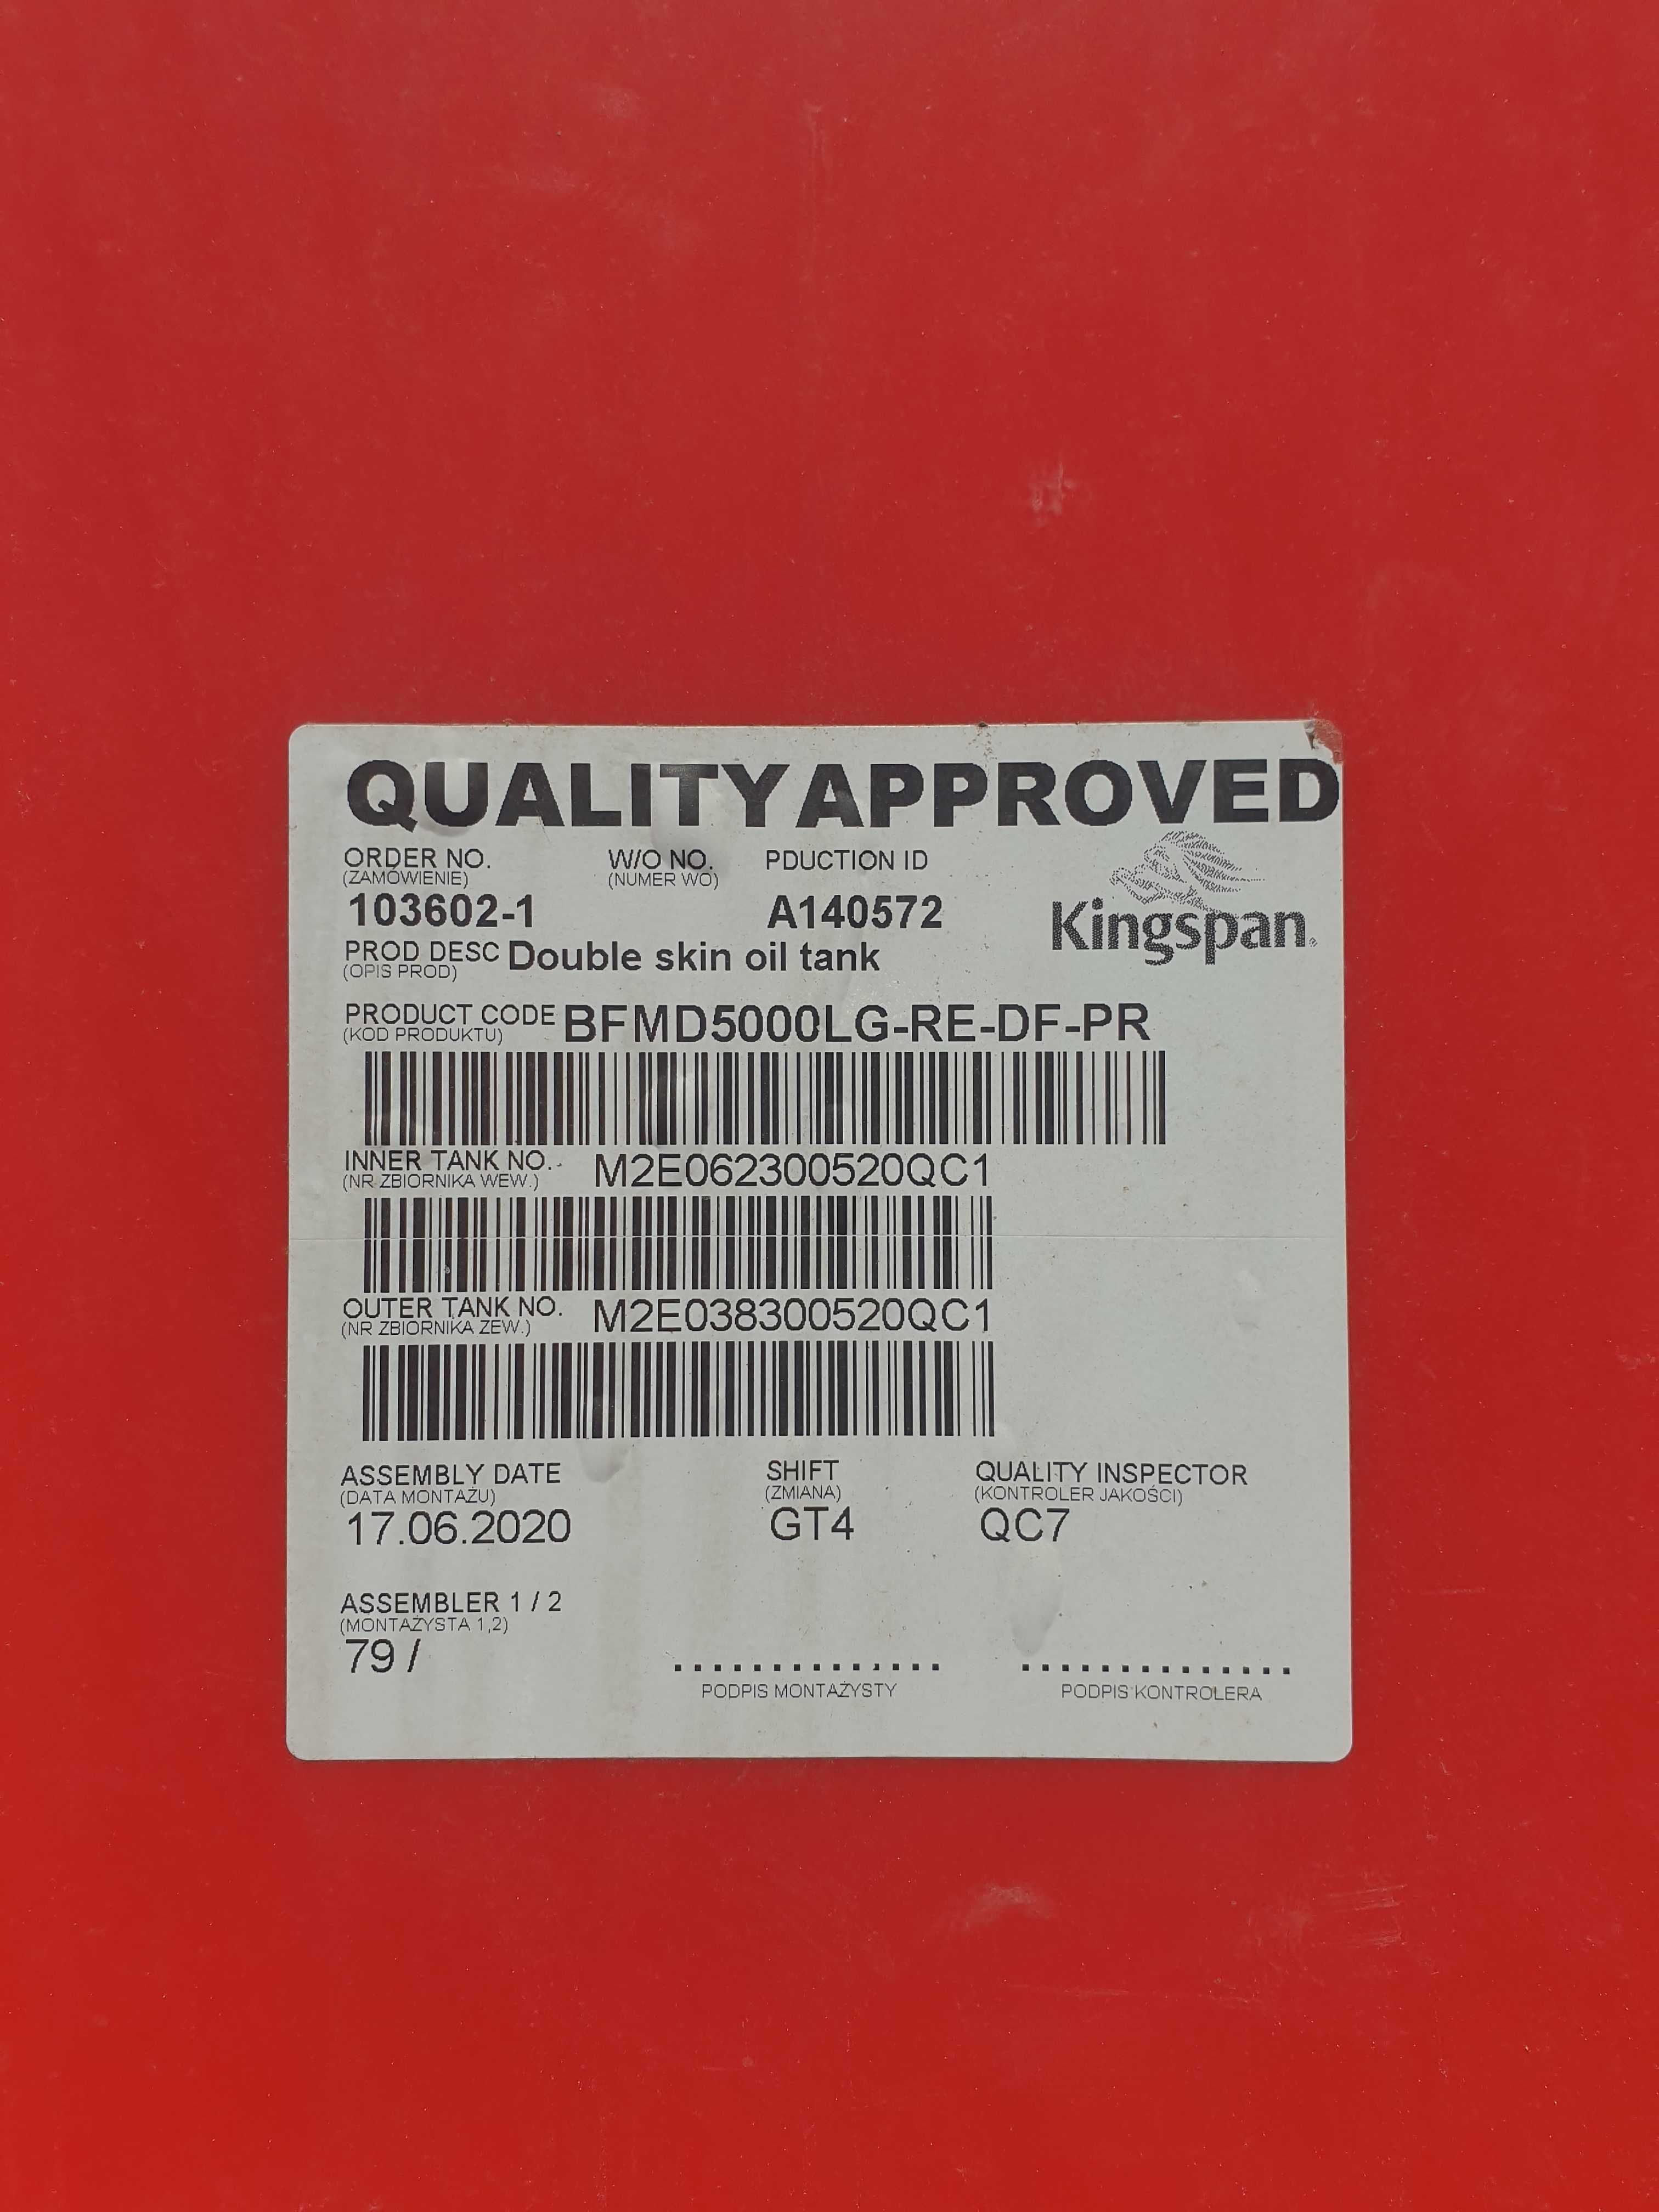 QUALITY APPROVED
ORDER NO. W/O NO. PDUCTION ID
(ZAMÓWIENIE) (NUMER WO)
103602-1 A140572
Kingspan®
PROD DESC Double skin oil tank
(OPIS PROD)
PRODUCT CODE BFMD5000LG-RE-DF-PR
(KOD PRODUKTU)
INNER TANK NO. M2E062300520QC1
(NR ZBIORNIKA WEW.)
OUTER TANK NO. M2E038300520QC1
(NR ZBIORNIKA ZEW.)
ASSEMBLY DATE SHIFT QUALITY INSPECTOR
(DATA MONTAŻU) (ZMIANA) (KONTROLER JAKOŚCI)
17.06.2020 GT4 QC7
ASSEMBLER 1 / 2
(MONTAŻYSTA 1,2)
79 / .............. ..............
PODPIS MONTAŻYSTY PODPIS KONTROLERA